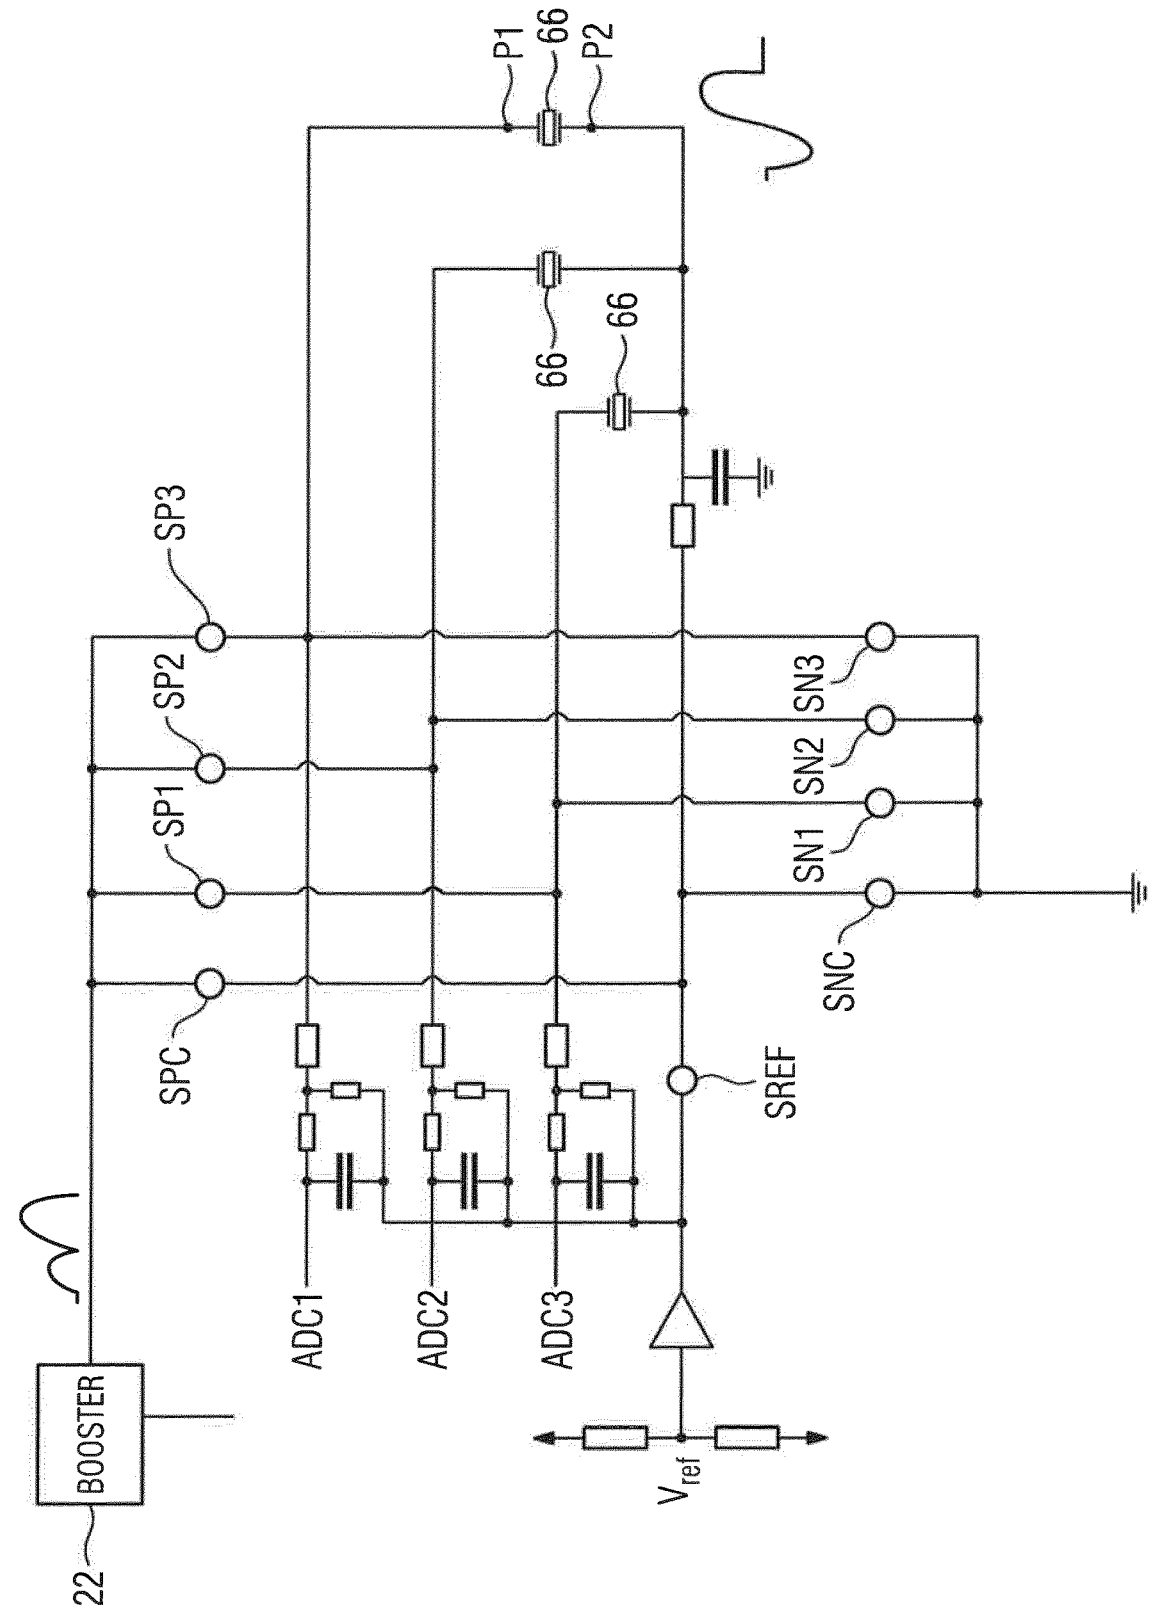 22
BOOSTER
SPC
SP1
SP2
SP3
ADC1
ADC2
ADC3
Vref
SREF
SNC
SN1
SN2
SN3
66
66
P1
66
P2